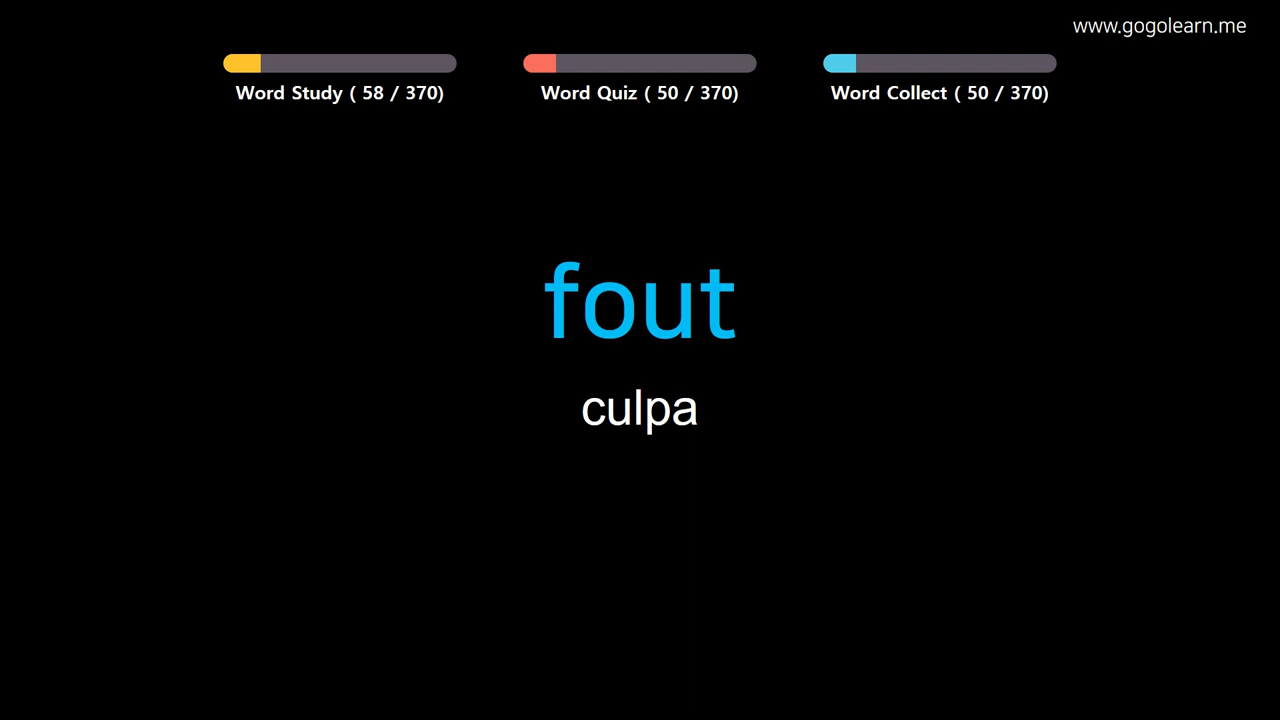 www.gogolearn.me
Word Study ( 58 / 370)
Word Quiz ( 50 / 370)
Word Collect ( 50 / 370)
fout
culpa